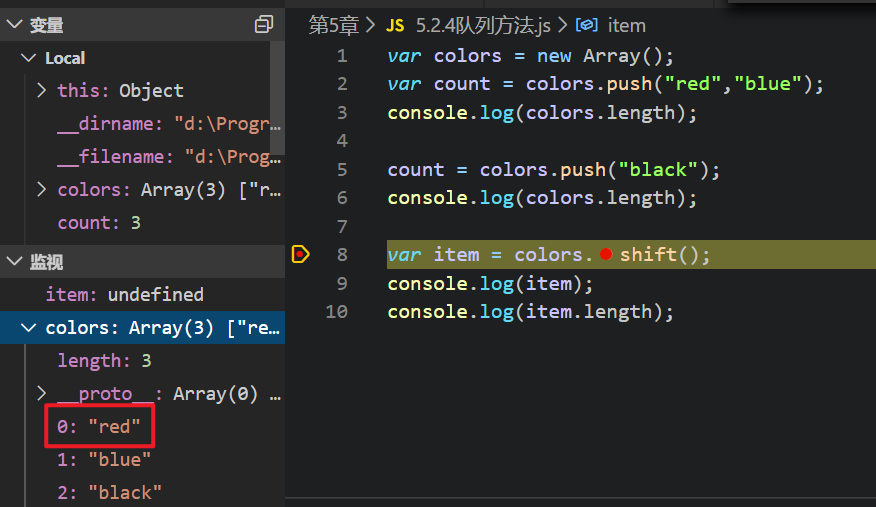 变量
Local
this: Object
__dirname: "d:\Progr…
__filename: "d:\Prog…
colors: Array(3) ["r…
count: 3
监视
item: undefined
colors: Array(3) ["re…
length: 3
__proto__: Array(0) …
0: "red"
1: "blue"
2: "black"
第5章 > JS 5.2.4队列方法.js > item
1 var colors = new Array();
2 var count = colors.push("red","blue");
3 console.log(colors.length);
4
5 count = colors.push("black");
6 console.log(colors.length);
7
8 var item = colors. shift();
9 console.log(item);
10 console.log(item.length);